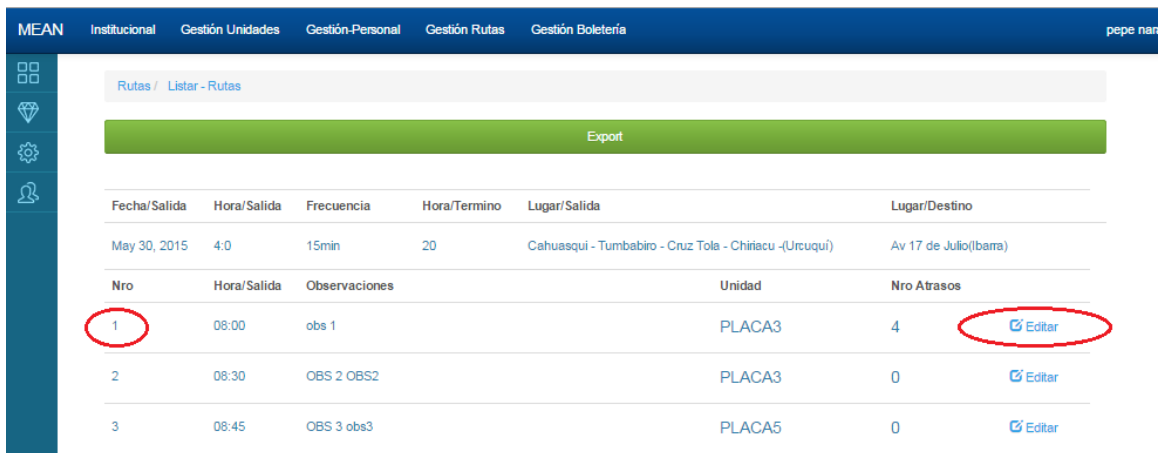 MEAN Institucional Gestión Unidades Gestión-Personal Gestión Rutas Gestión Boletería pepe nara
Rutas / Listar - Rutas
Export
Fecha/Salida Hora/Salida Frecuencia Hora/Termino Lugar/Salida Lugar/Destino
May 30, 2015 4:0 15min 20 Cahuasqui - Tumbabiro - Cruz Tola - Chiriacu -(Urcuquí) Av 17 de Julio(Ibarra)
Nro Hora/Salida Observaciones Unidad Nro Atrasos
1 08:00 obs 1 PLACA3 4 Editar
2 08:30 OBS 2 OBS2 PLACA3 0 Editar
3 08:45 OBS 3 obs3 PLACA5 0 Editar